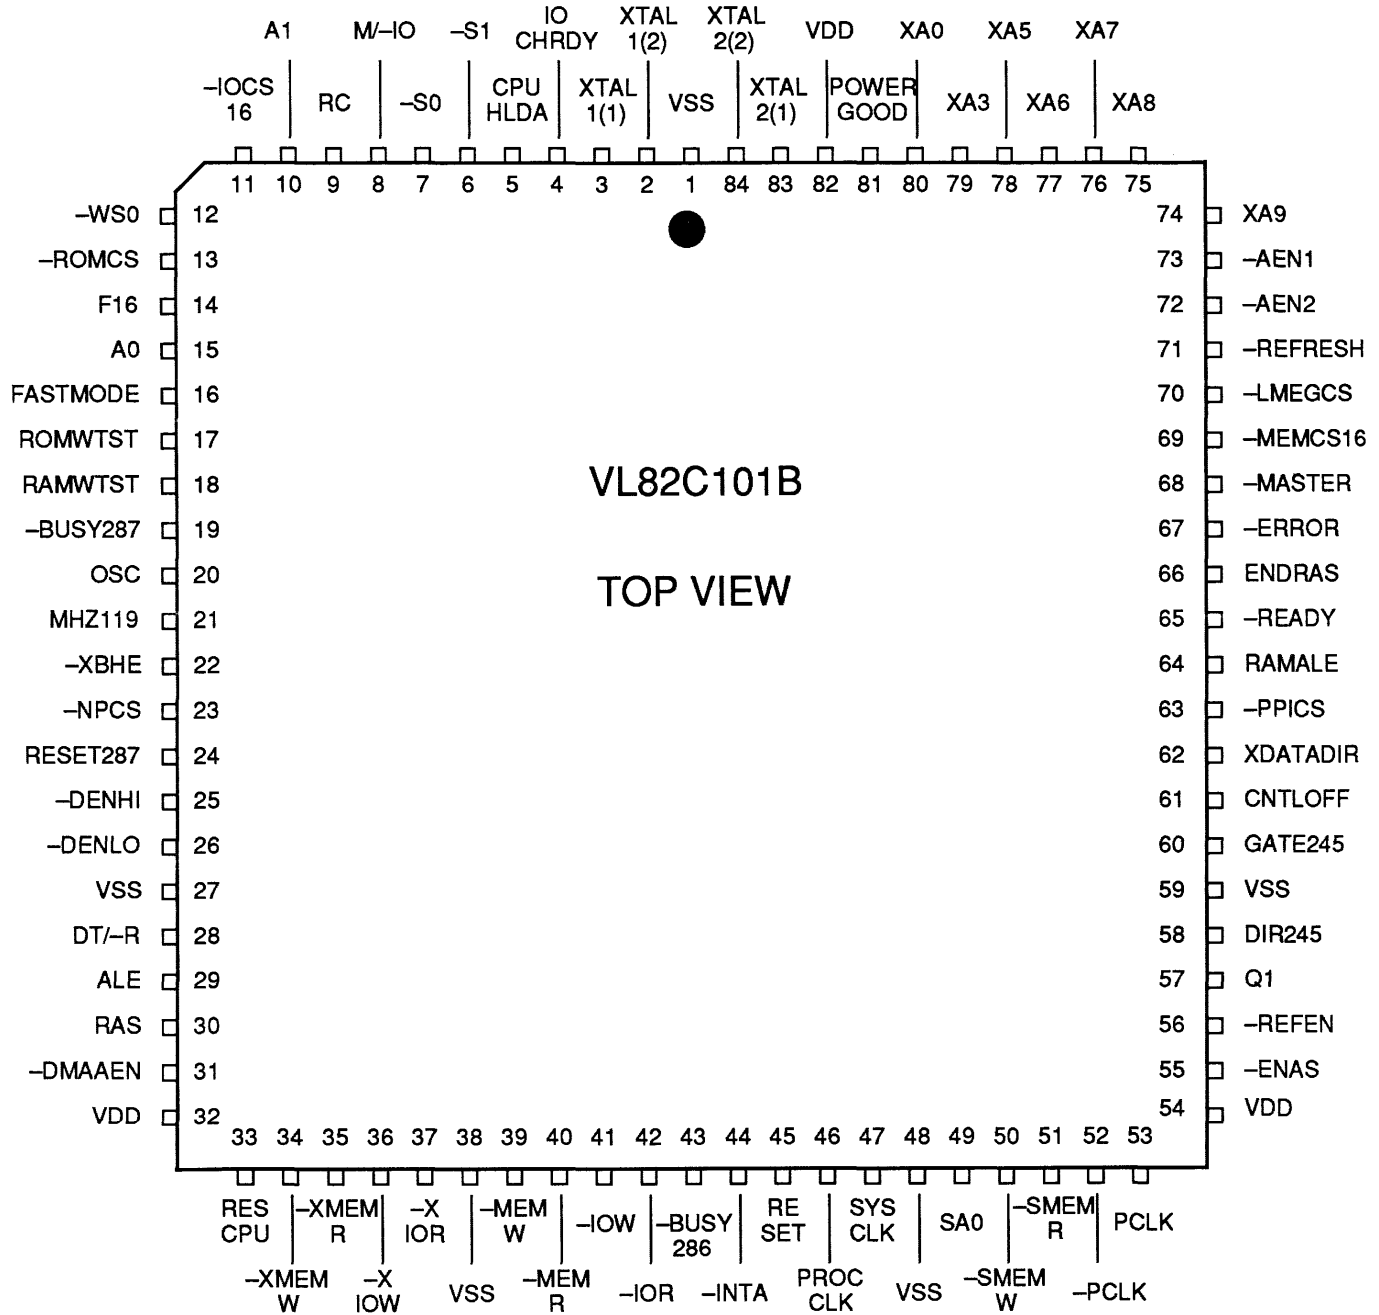 A1 M/–IO –S1 IO CHRDY XTAL 1(2) XTAL 2(2) VDD XA0 XA5 XA7
–IOCS 16 RC –S0 CPU HLDA XTAL 1(1) VSS XTAL 2(1) POWER GOOD XA3 XA6 XA8
11 10 9 8 7 6 5 4 3 2 1 84 83 82 81 80 79 78 77 76 75
–WS0 12 74 XA9
–ROMCS 13 73 –AEN1
F16 14 72 –AEN2
A0 15 71 –REFRESH
FASTMODE 16 70 –LMEGCS
ROMWTST 17 69 –MEMCS16
RAMWTST 18 VL82C101B 68 –MASTER
–BUSY287 19 67 –ERROR
OSC 20 66 ENDRAS
TOP VIEW
MHZ119 21 65 –READY
–XBHE 22 64 RAMALE
–NPCS 23 63 –PPICS
RESET287 24 62 XDATADIR
–DENHI 25 61 CNTLOFF
–DENLO 26 60 GATE245
VSS 27 59 VSS
DT/–R 28 58 DIR245
ALE 29 57 Q1
RAS 30 56 –REFEN
–DMAAEN 31 55 –ENAS
VDD 32 54 VDD
33 34 35 36 37 38 39 40 41 42 43 44 45 46 47 48 49 50 51 52 53
RES CPU –XMEM R –X IOR –MEM W –IOW –BUSY 286 RE SET SYS CLK SA0 –SMEM R PCLK
–XMEM W –X IOW VSS –MEM R –IOR –INTA PROC CLK VSS –SMEM W –PCLK